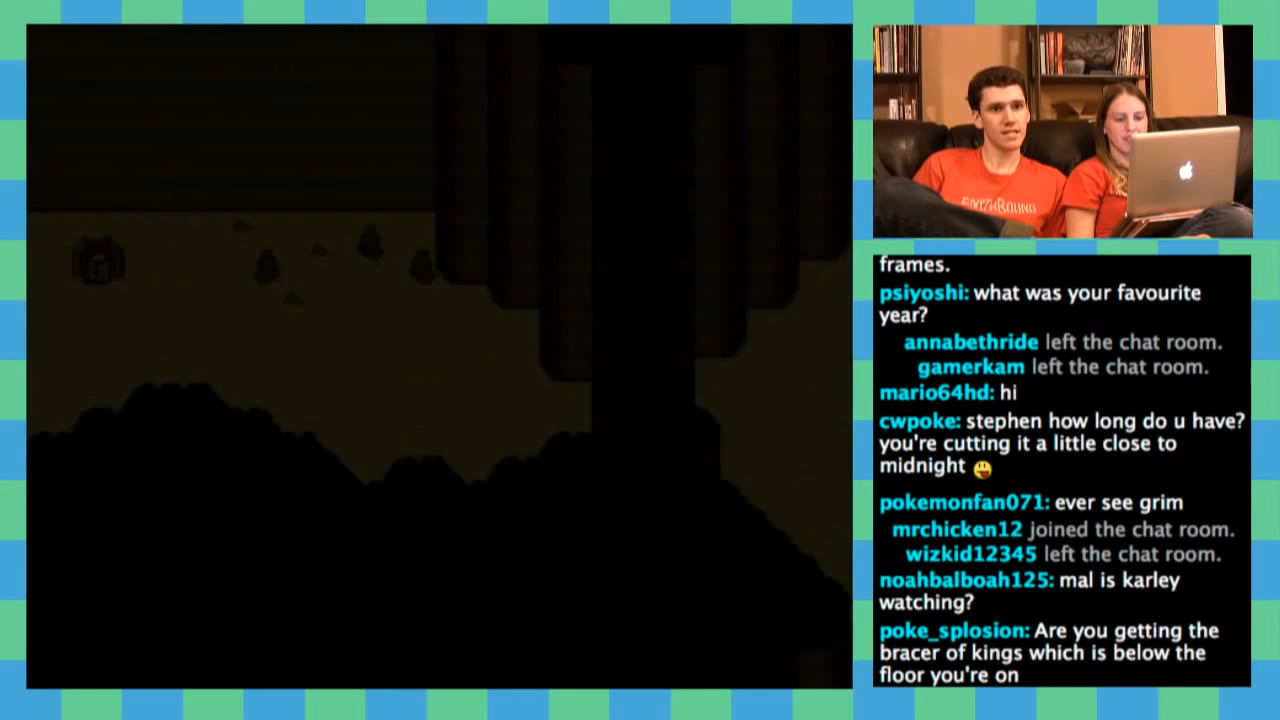 EARTHBOUND
frames.
psiyoshi: what was your favourite
year?
annabethride left the chat room.
gamerkam left the chat room.
mario64hd: hi
cwpoke: stephen how long do u have?
you're cutting it a little close to
midnight
pokemonfan071: ever see grim
mrchicken12 joined the chat room.
wizkid12345 left the chat room.
noahbalboah125: mal is karley
watching?
poke_splosion: Are you getting the
bracer of kings which is below the
floor you're on